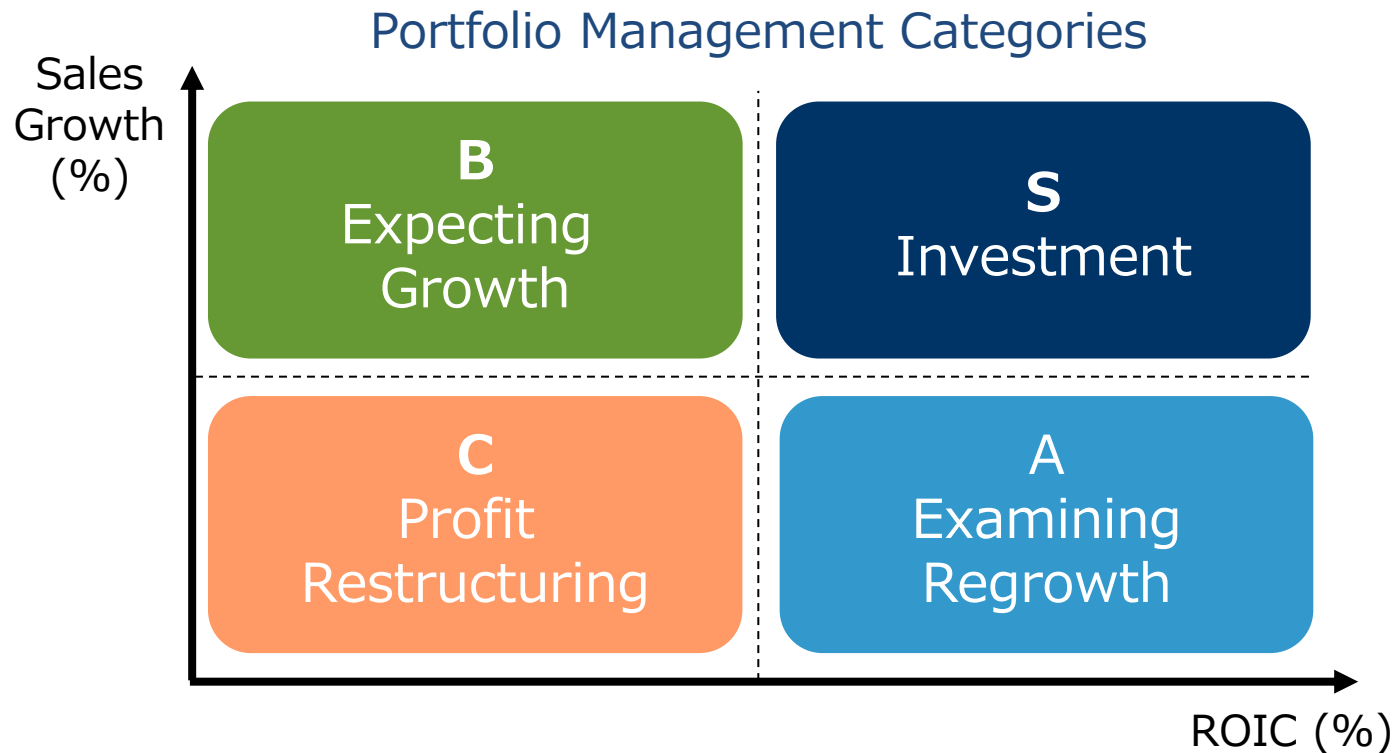 Portfolio Management Categories
Sales
Growth
(%)
B
Expecting
Growth
S
Investment
C
Profit
Restructuring
A
Examining
Regrowth
ROIC (%)